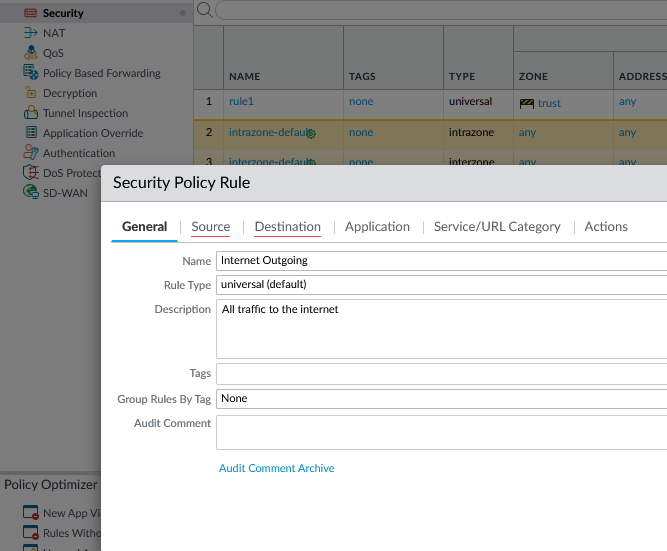 Security
NAT
QoS
Policy Based Forwarding
Decryption
Tunnel Inspection
Application Override
Authentication
DoS Protect
SD-WAN
NAME TAGS TYPE ZONE ADDRESS
1 rule1 none universal trust any
2 intrazone-default none intrazone any any
3 interzone-default none interzone any any
Security Policy Rule
General Source Destination Application Service/URL Category Actions
Name Internet Outgoing
Rule Type universal (default)
Description All traffic to the internet
Tags
Group Rules By Tag None
Audit Comment
Audit Comment Archive
Policy Optimizer
New App Vi
Rules Witho